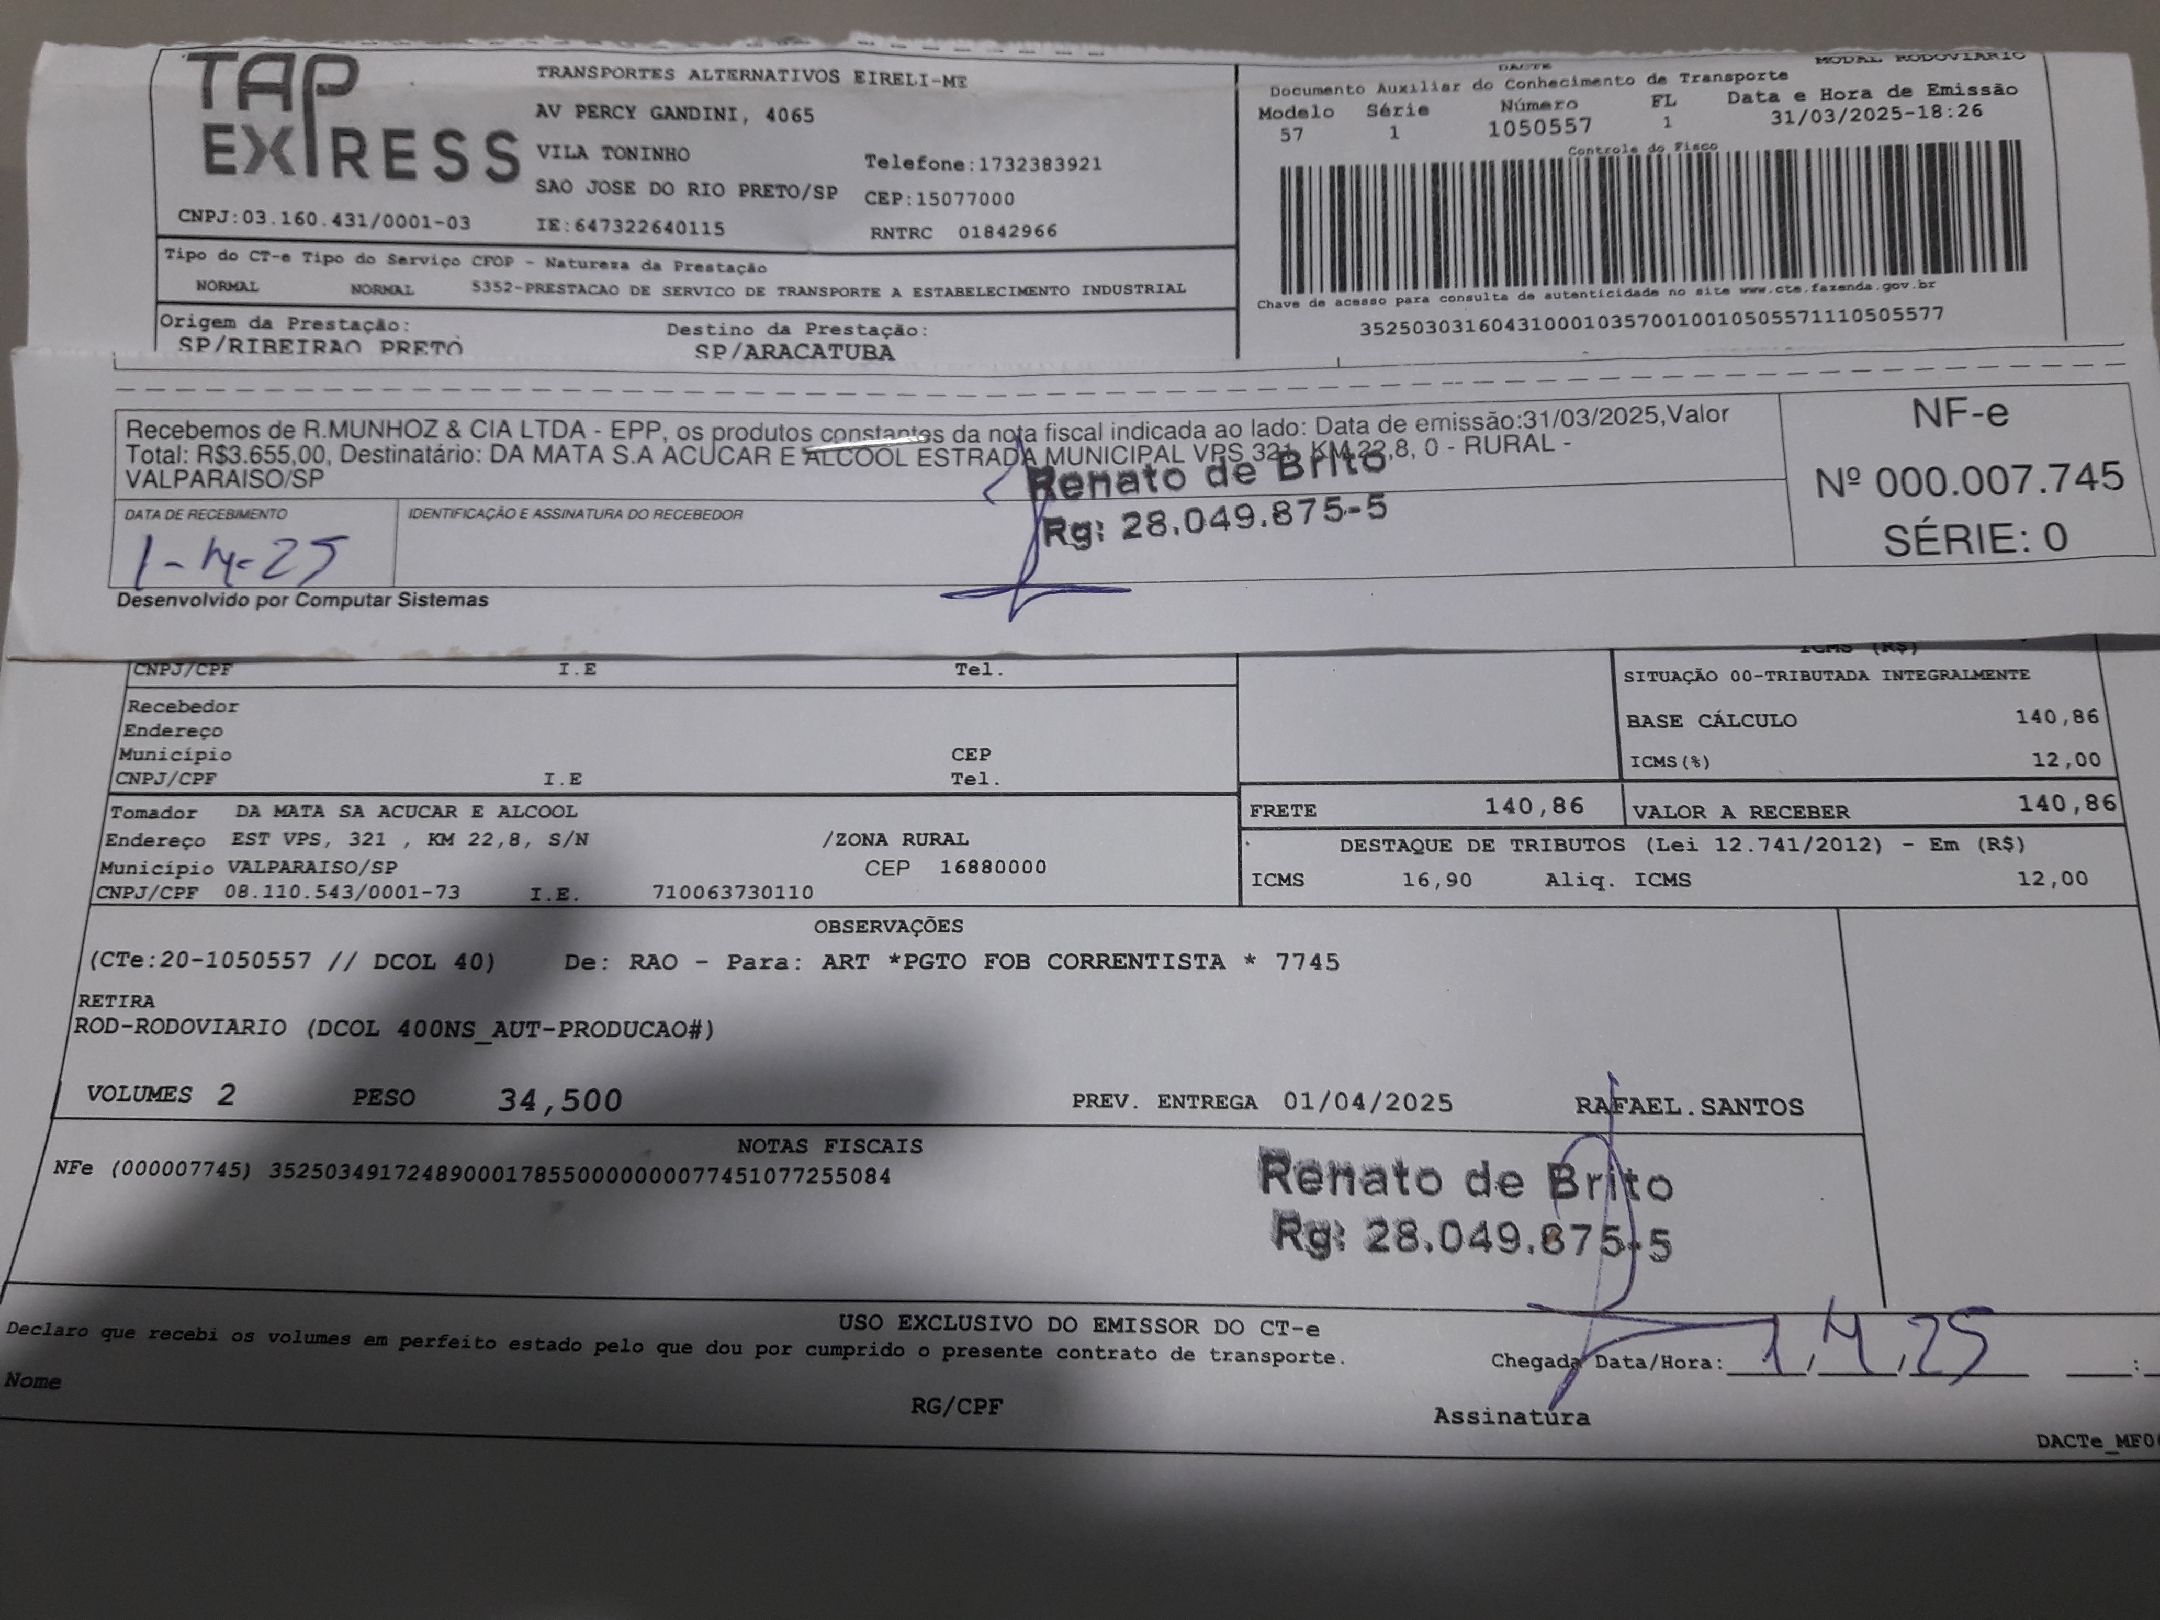 TAP
EXPRESS
TRANSPORTES ALTERNATIVOS EIRELI-ME
AV PERCY GANDINI, 4065
VILA TONINHO
Telefone:1732383921
SAO JOSE DO RIO PRETO/SP CEP:15077000
CNPJ:03.160.431/0001-03 IE:647322640115 RNTRC 01842966
DACTE MODAL RODOVIÁRIO
Documento Auxiliar do Conhecimento de Transporte
Modelo Série Número FL Data e Hora de Emissão
57 1 1050557 1 31/03/2025-18:26
Controle do Fisco
Chave de acesso para consulta de autenticidade no site www.cte.fazenda.gov.br
35250303160431000103570010010505571110505577
Tipo do CT-e Tipo do Serviço CFOP - Natureza da Prestação
NORMAL NORMAL 5352-PRESTACAO DE SERVICO DE TRANSPORTE A ESTABELECIMENTO INDUSTRIAL
Origem da Prestação: Destino da Prestação:
SP/RIBEIRAO PRETO SP/ARACATUBA
Recebemos de R.MUNHOZ & CIA LTDA - EPP, os produtos constantes da nota fiscal indicada ao lado: Data de emissão:31/03/2025,Valor
Total: R$3.655,00, Destinatário: DA MATA S.A ACUCAR E ALCOOL ESTRADA MUNICIPAL VPS 321, KM 22,8, 0 - RURAL -
VALPARAISO/SP
NF-e
Nº 000.007.745
SÉRIE: 0
DATA DE RECEBIMENTO IDENTIFICAÇÃO E ASSINATURA DO RECEBEDOR
1-4-25
Renato de Brito
Rg: 28.049.875-5
Desenvolvido por Computar Sistemas
CNPJ/CPF I.E Tel.
Recebedor
Endereço
Município CEP
CNPJ/CPF I.E Tel.
ICMS (R$)
SITUAÇÃO 00-TRIBUTADA INTEGRALMENTE
BASE CÁLCULO 140,86
ICMS(%) 12,00
Tomador DA MATA SA ACUCAR E ALCOOL
Endereço EST VPS, 321 , KM 22,8, S/N /ZONA RURAL
Município VALPARAISO/SP CEP 16880000
CNPJ/CPF 08.110.543/0001-73 I.E. 710063730110
FRETE 140,86 VALOR A RECEBER 140,86
DESTAQUE DE TRIBUTOS (Lei 12.741/2012) - Em (R$)
ICMS 16,90 Aliq. ICMS 12,00
OBSERVAÇÕES
(CTe:20-1050557 // DCOL 40) De: RAO - Para: ART *PGTO FOB CORRENTISTA * 7745
RETIRA
ROD-RODOVIARIO (DCOL 400NS_AUT-PRODUCAO#)
VOLUMES 2 PESO 34,500 PREV. ENTREGA 01/04/2025 RAFAEL.SANTOS
NOTAS FISCAIS
NFe (000007745) 35250349172489000178550000000077451077255084
Renato de Brito
Rg: 28.049.875-5
USO EXCLUSIVO DO EMISSOR DO CT-e
Declaro que recebi os volumes em perfeito estado pelo que dou por cumprido o presente contrato de transporte.
Chegada Data/Hora: 1/4/25 :
Nome RG/CPF Assinatura
DACTe_MF0